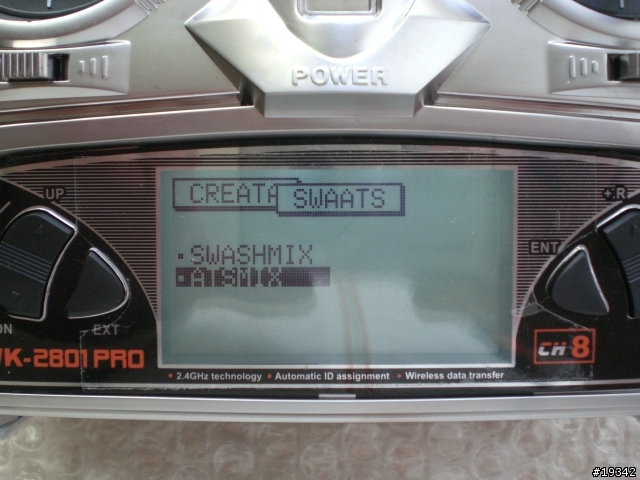 POWER
UP
+.R
CREATA SWAATS
ENT
·SWASHMIX
·ATSMIX
EXT
WK-2801 PRO
CH 8
• 2.4GHz technology • Automatic ID assignment • Wireless data transfer
#19342